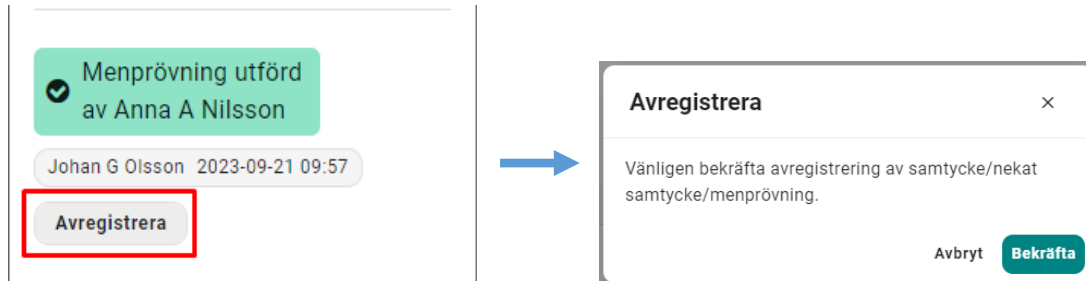 Menprövning utförd
av Anna A Nilsson
Johan G Olsson 2023-09-21 09:57
Avregistrera
Avregistrera
Vänligen bekräfta avregistrering av samtycke/nekat
samtycke/menprövning.
Avbryt Bekräfta